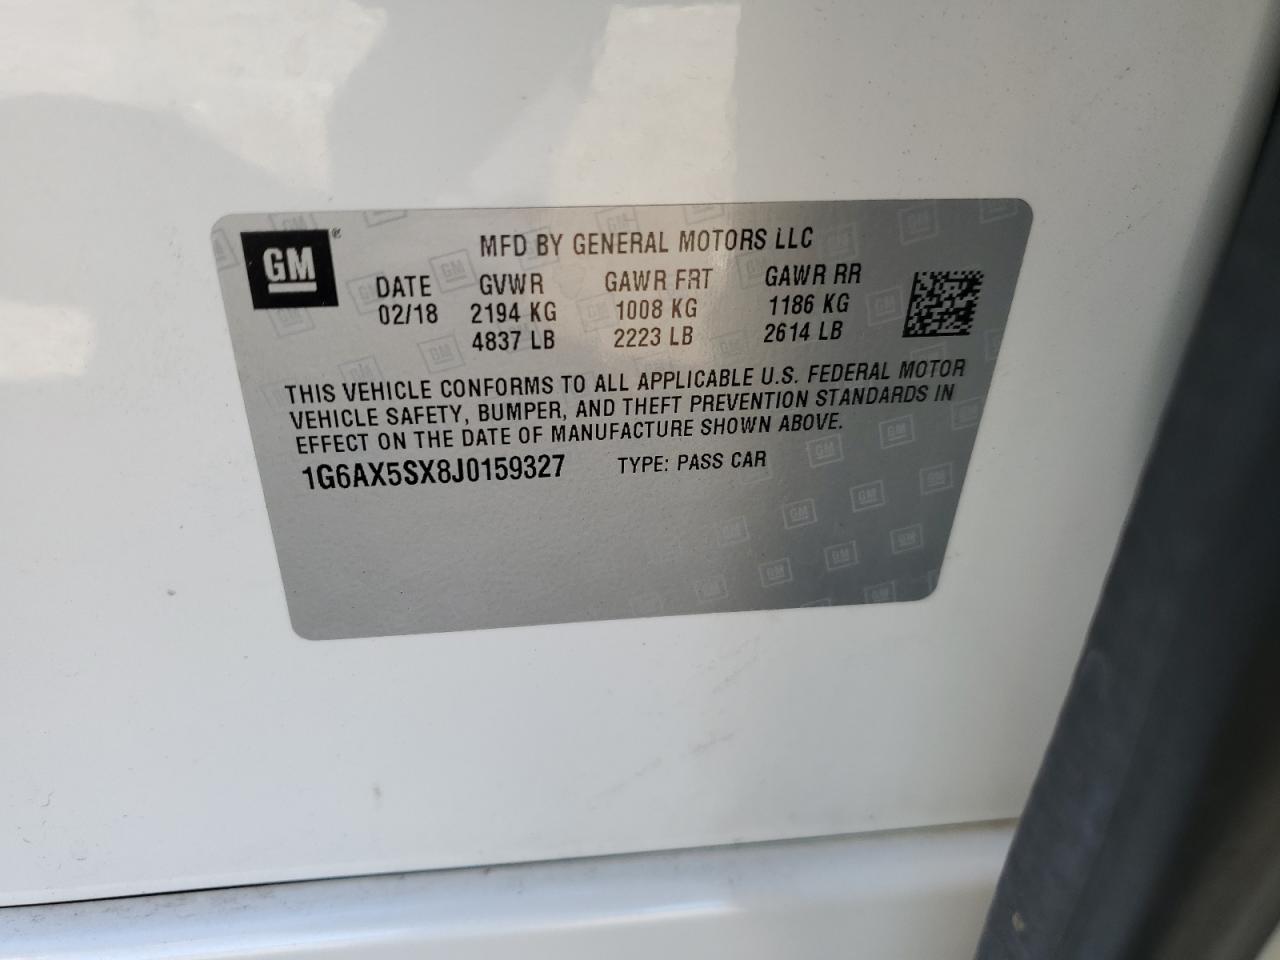 GM ®
MFD BY GENERAL MOTORS LLC
DATE GVWR GAWR FRT GAWR RR
02/18 2194 KG 1008 KG 1186 KG
4837 LB 2223 LB 2614 LB
THIS VEHICLE CONFORMS TO ALL APPLICABLE U.S. FEDERAL MOTOR
VEHICLE SAFETY, BUMPER, AND THEFT PREVENTION STANDARDS IN
EFFECT ON THE DATE OF MANUFACTURE SHOWN ABOVE.
1G6AX5SX8J0159327 TYPE: PASS CAR